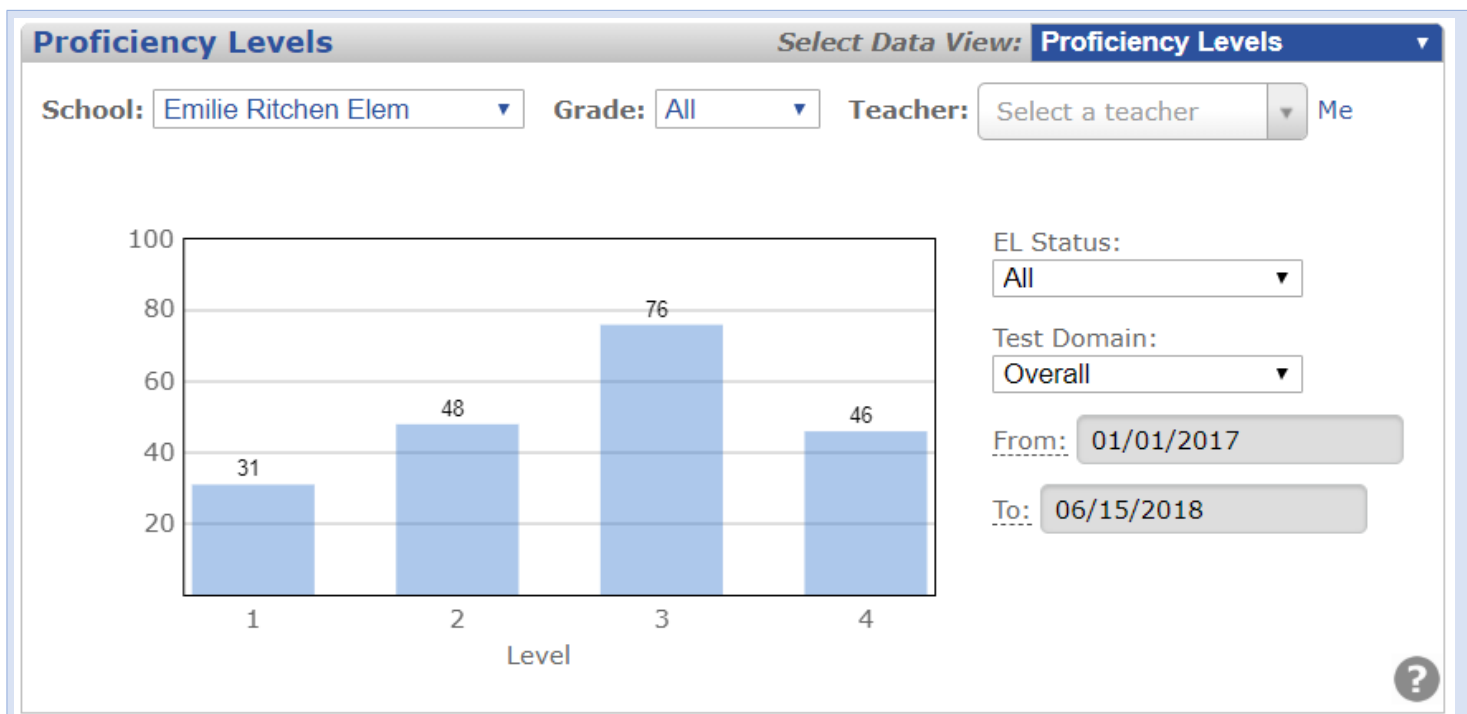 Proficiency Levels Select Data View: Proficiency Levels
School: Emilie Ritchen Elem Grade: All Teacher: Select a teacher Me
100
80
60
40
20
31
48
76
46
1 2 3 4
Level
EL Status:
All
Test Domain:
Overall
From: 01/01/2017
To: 06/15/2018
?